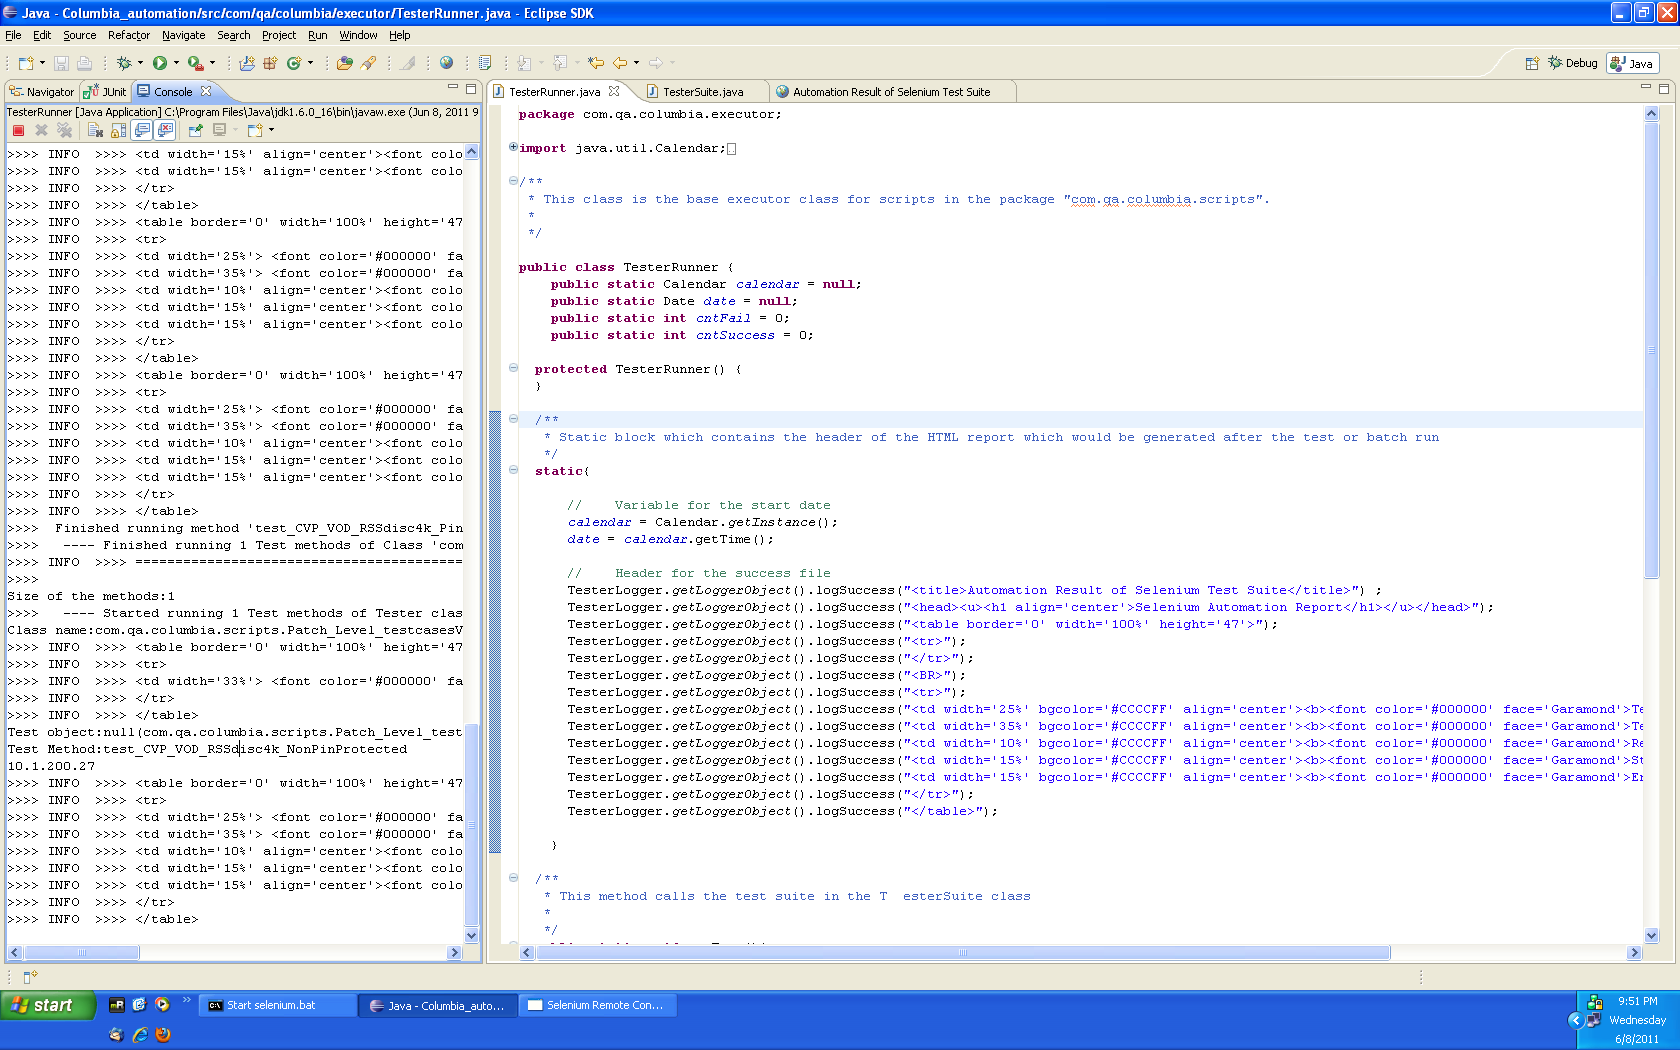 Java - Columbia_automation/src/com/qa/columbia/executor/TesterRunner.java - Eclipse SDK
File Edit Source Refactor Navigate Search Project Run Window Help
Debug Java
Navigator JUnit Console
TesterRunner.java TesterSuite.java Automation Result of Selenium Test Suite
TesterRunner [Java Application] C:\Program Files\Java\jdk1.6.0_16\bin\javaw.exe (Jun 8, 2011 9
>>>> INFO >>>> <td width='15%' align='center'><font colo
>>>> INFO >>>> <td width='15%' align='center'><font colo
>>>> INFO >>>> </tr>
>>>> INFO >>>> </table>
>>>> INFO >>>> <table border='0' width='100%' height='47
>>>> INFO >>>> <tr>
>>>> INFO >>>> <td width='25%'> <font color='#000000' fa
>>>> INFO >>>> <td width='35%'> <font color='#000000' fa
>>>> INFO >>>> <td width='10%' align='center'><font colo
>>>> INFO >>>> <td width='15%' align='center'><font colo
>>>> INFO >>>> <td width='15%' align='center'><font colo
>>>> INFO >>>> </tr>
>>>> INFO >>>> </table>
>>>> INFO >>>> <table border='0' width='100%' height='47
>>>> INFO >>>> <tr>
>>>> INFO >>>> <td width='25%'> <font color='#000000' fa
>>>> INFO >>>> <td width='35%'> <font color='#000000' fa
>>>> INFO >>>> <td width='10%' align='center'><font colo
>>>> INFO >>>> <td width='15%' align='center'><font colo
>>>> INFO >>>> <td width='15%' align='center'><font colo
>>>> INFO >>>> </tr>
>>>> INFO >>>> </table>
>>>> Finished running method 'test_CVP_VOD_RSSdisc4k_Pin
>>>> ---- Finished running 1 Test methods of Class 'com
>>>> INFO >>>> =========================================
>>>>
Size of the methods:1
>>>> ---- Started running 1 Test methods of Tester clas
Class name:com.qa.columbia.scripts.Patch_Level_testcasesV
>>>> INFO >>>> <table border='0' width='100%' height='47
>>>> INFO >>>> <tr>
>>>> INFO >>>> <td width='33%'> <font color='#000000' fa
>>>> INFO >>>> </tr>
>>>> INFO >>>> </table>
Test object:null(com.qa.columbia.scripts.Patch_Level_test
Test Method:test_CVP_VOD_RSSdisc4k_NonPinProtected
10.1.200.27
>>>> INFO >>>> <table border='0' width='100%' height='47
>>>> INFO >>>> <tr>
>>>> INFO >>>> <td width='25%'> <font color='#000000' fa
>>>> INFO >>>> <td width='35%'> <font color='#000000' fa
>>>> INFO >>>> <td width='10%' align='center'><font colo
>>>> INFO >>>> <td width='15%' align='center'><font colo
>>>> INFO >>>> <td width='15%' align='center'><font colo
>>>> INFO >>>> </tr>
>>>> INFO >>>> </table>
package com.qa.columbia.executor;
import java.util.Calendar;
/**
* This class is the base executor class for scripts in the package "com.qa.columbia.scripts".
*
*/
public class TesterRunner {
public static Calendar calendar = null;
public static Date date = null;
public static int cntFail = 0;
public static int cntSuccess = 0;
protected TesterRunner() {
}
/**
* Static block which contains the header of the HTML report which would be generated after the test or batch run
*/
static{
// Variable for the start date
calendar = Calendar.getInstance();
date = calendar.getTime();
// Header for the success file
TesterLogger.getLoggerObject().logSuccess("<title>Automation Result of Selenium Test Suite</title>") ;
TesterLogger.getLoggerObject().logSuccess("<head><u><h1 align='center'>Selenium Automation Report</h1></u></head>");
TesterLogger.getLoggerObject().logSuccess("<table border='0' width='100%' height='47'>");
TesterLogger.getLoggerObject().logSuccess("<tr>");
TesterLogger.getLoggerObject().logSuccess("</tr>");
TesterLogger.getLoggerObject().logSuccess("<BR>");
TesterLogger.getLoggerObject().logSuccess("<tr>");
TesterLogger.getLoggerObject().logSuccess("<td width='25%' bgcolor='#CCCCFF' align='center'><b><font color='#000000' face='Garamond'>Te
TesterLogger.getLoggerObject().logSuccess("<td width='35%' bgcolor='#CCCCFF' align='center'><b><font color='#000000' face='Garamond'>Te
TesterLogger.getLoggerObject().logSuccess("<td width='10%' bgcolor='#CCCCFF' align='center'><b><font color='#000000' face='Garamond'>Re
TesterLogger.getLoggerObject().logSuccess("<td width='15%' bgcolor='#CCCCFF' align='center'><b><font color='#000000' face='Garamond'>St
TesterLogger.getLoggerObject().logSuccess("<td width='15%' bgcolor='#CCCCFF' align='center'><b><font color='#000000' face='Garamond'>En
TesterLogger.getLoggerObject().logSuccess("</tr>");
TesterLogger.getLoggerObject().logSuccess("</table>");
}
/**
* This method calls the test suite in the T esterSuite class
*
*/
start
Start selenium.bat
Java - Columbia_auto...
Selenium Remote Con...
9:51 PM
Wednesday
6/8/2011